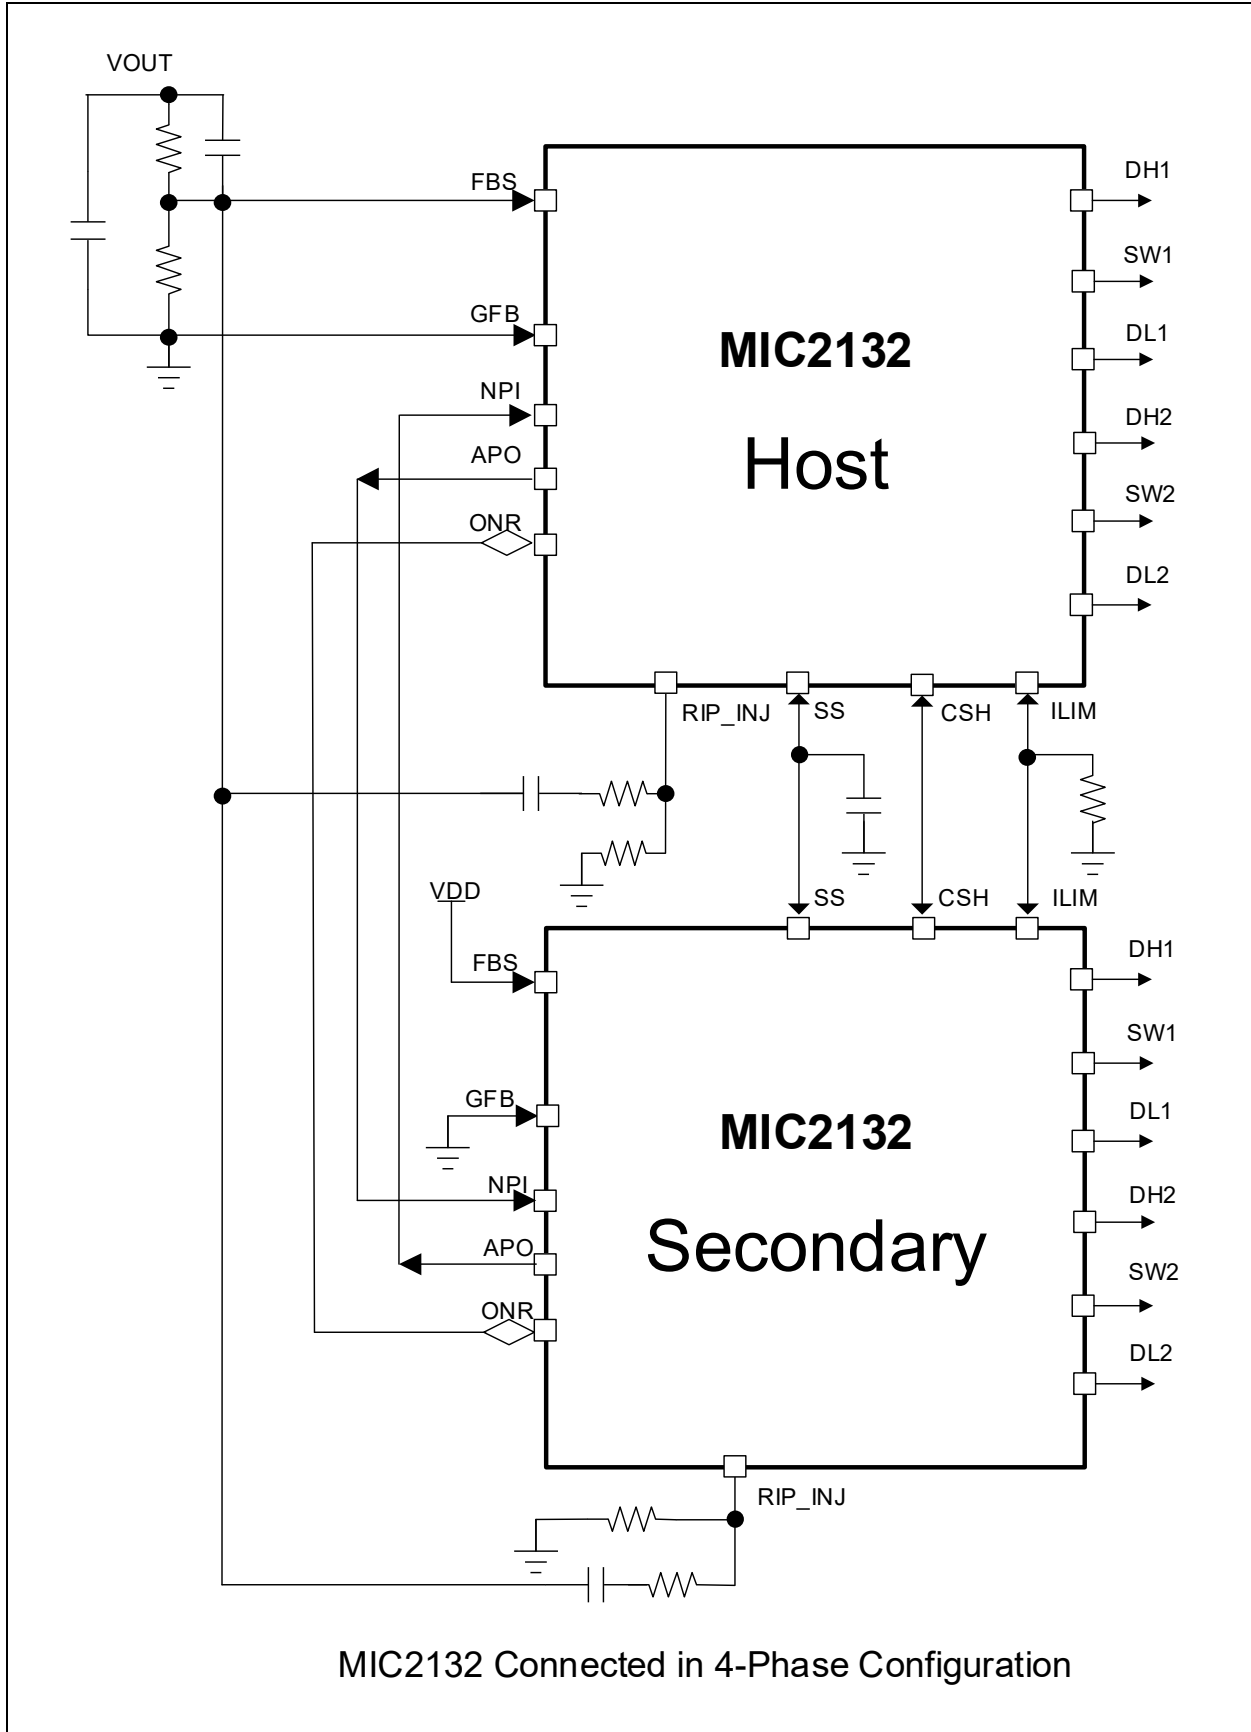 VOUT
FBS
DH1
SW1
GFB
DL1
MIC2132
NPI
DH2
APO
Host
ONR
SW2
DL2
RIP_INJ
SS
CSH
ILIM
VDD
SS
CSH
ILIM
FBS
DH1
SW1
GFB
MIC2132
DL1
NPI
DH2
APO
Secondary
SW2
ONR
DL2
RIP_INJ
MIC2132 Connected in 4-Phase Configuration